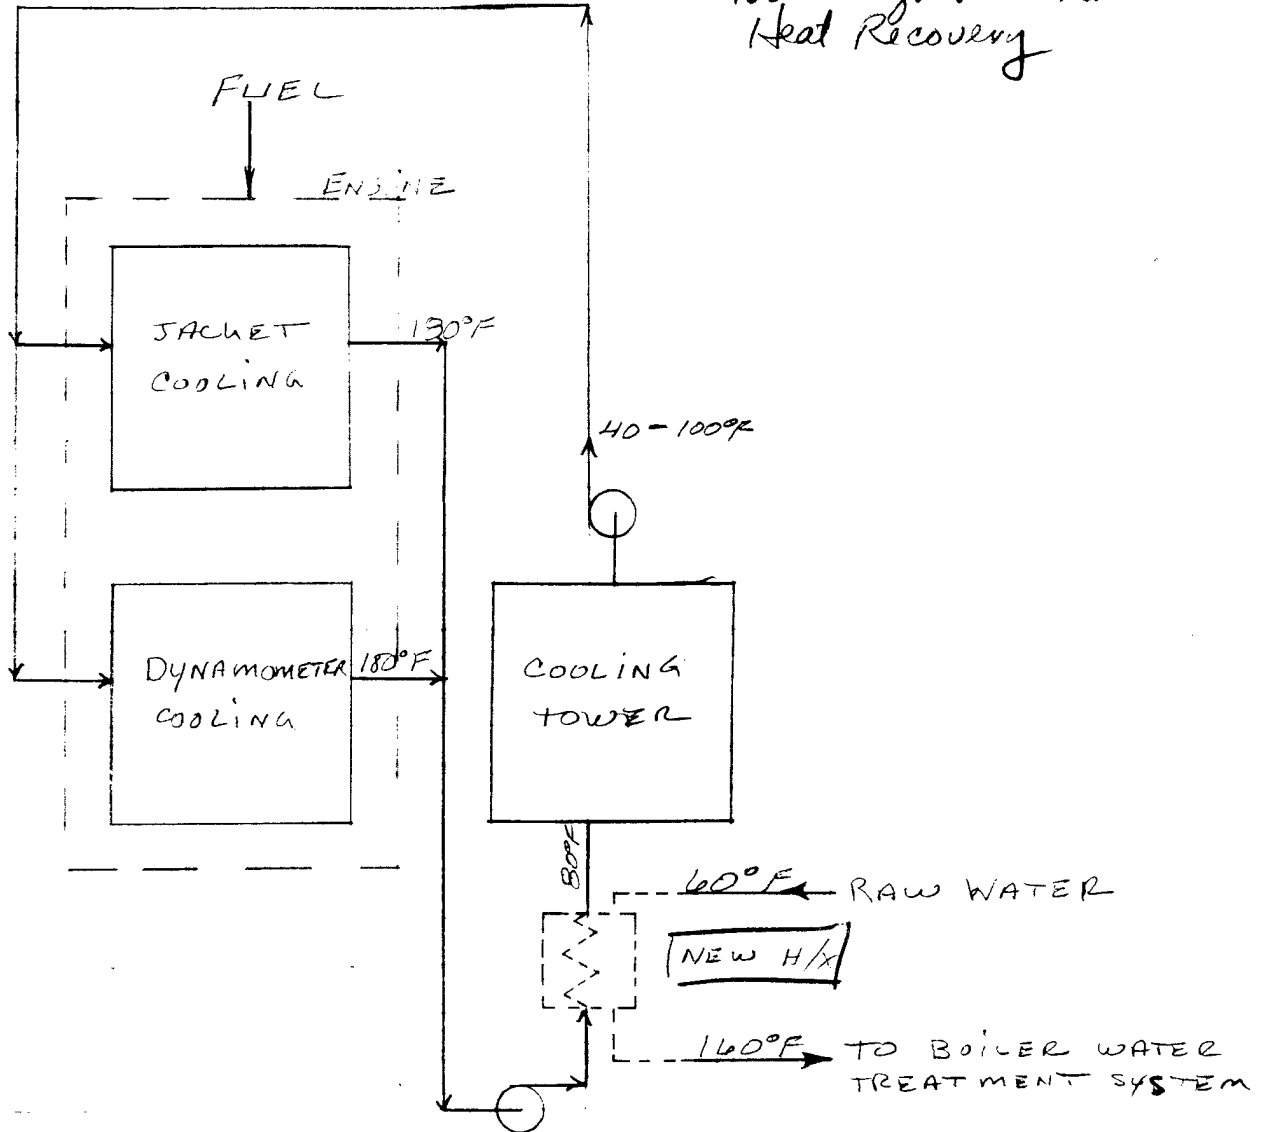 Heat Recovery
FUEL
ENGINE
JACKET
COOLING
130°F
40-100°F
DYNAMOMETER
COOLING
180°F
COOLING
TOWER
80°F
60°F
RAW WATER
NEW H/X
160°F
TO BOILER WATER
TREATMENT SYSTEM